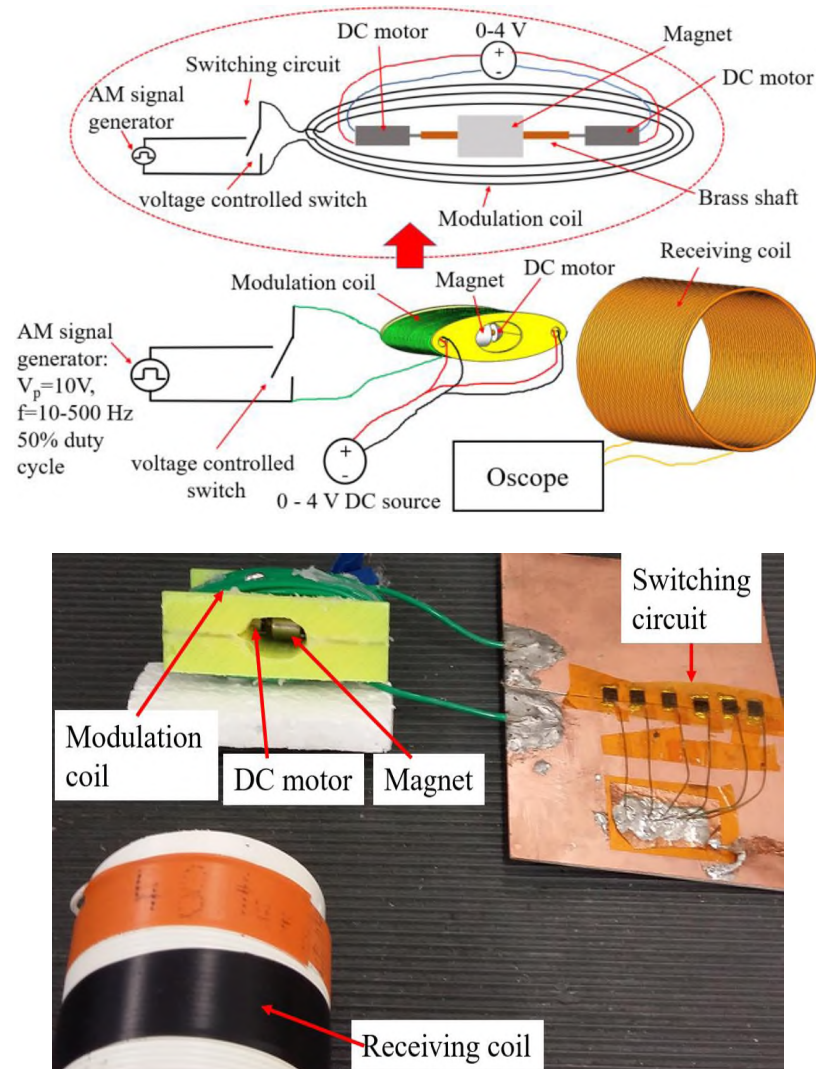 DC motor
0-4 V
+
-
Magnet
DC motor
Switching circuit
AM signal
generator
voltage controlled switch
Brass shaft
Modulation coil
Receiving coil
Modulation coil
Magnet
DC motor
AM signal
generator:
Vp=10V,
f=10-500 Hz
50% duty
cycle
voltage controlled
switch
+
-
0 - 4 V DC source
Oscope
Switching
circuit
Modulation
coil
DC motor
Magnet
Receiving coil